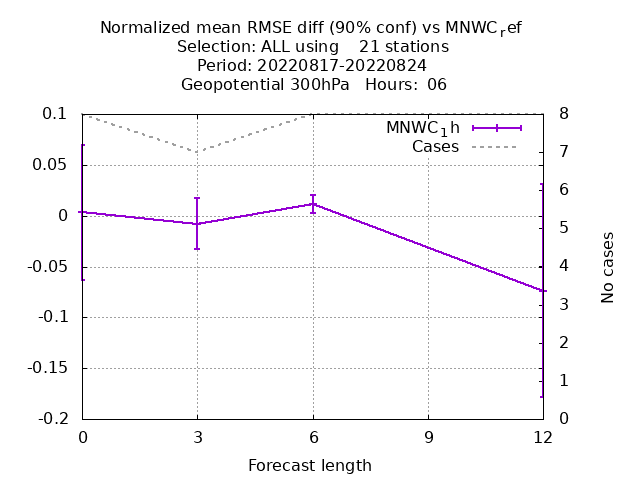 Normalized mean RMSE diff (90% conf) vs MNWCref
Selection: ALL using    21 stations
Period: 20220817-20220824
Geopotential 300hPa   Hours:  06
0.1
0.05
0
-0.05
-0.1
-0.15
-0.2
MNWC1h
Cases
8
7
6
5
4
3
2
1
0
No cases
0 3 6 9 12
Forecast length